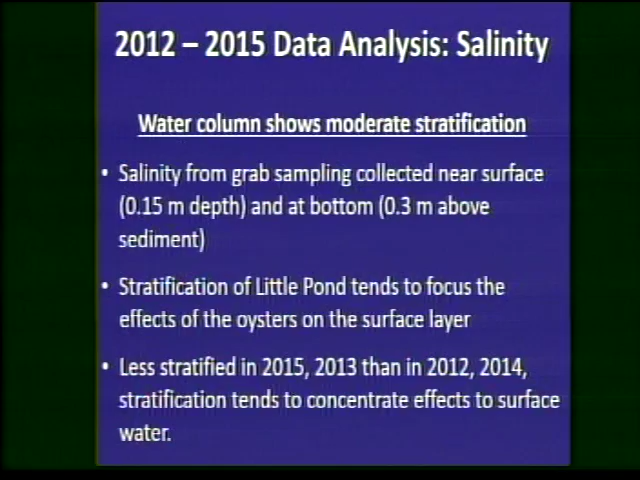 2012 – 2015 Data Analysis: Salinity
Water column shows moderate stratification
• Salinity from grab sampling collected near surface
(0.15 m depth) and at bottom (0.3 m above
sediment)
• Stratification of Little Pond tends to focus the
effects of the oysters on the surface layer
• Less stratified in 2015, 2013 than in 2012, 2014,
stratification tends to concentrate effects to surface
water.